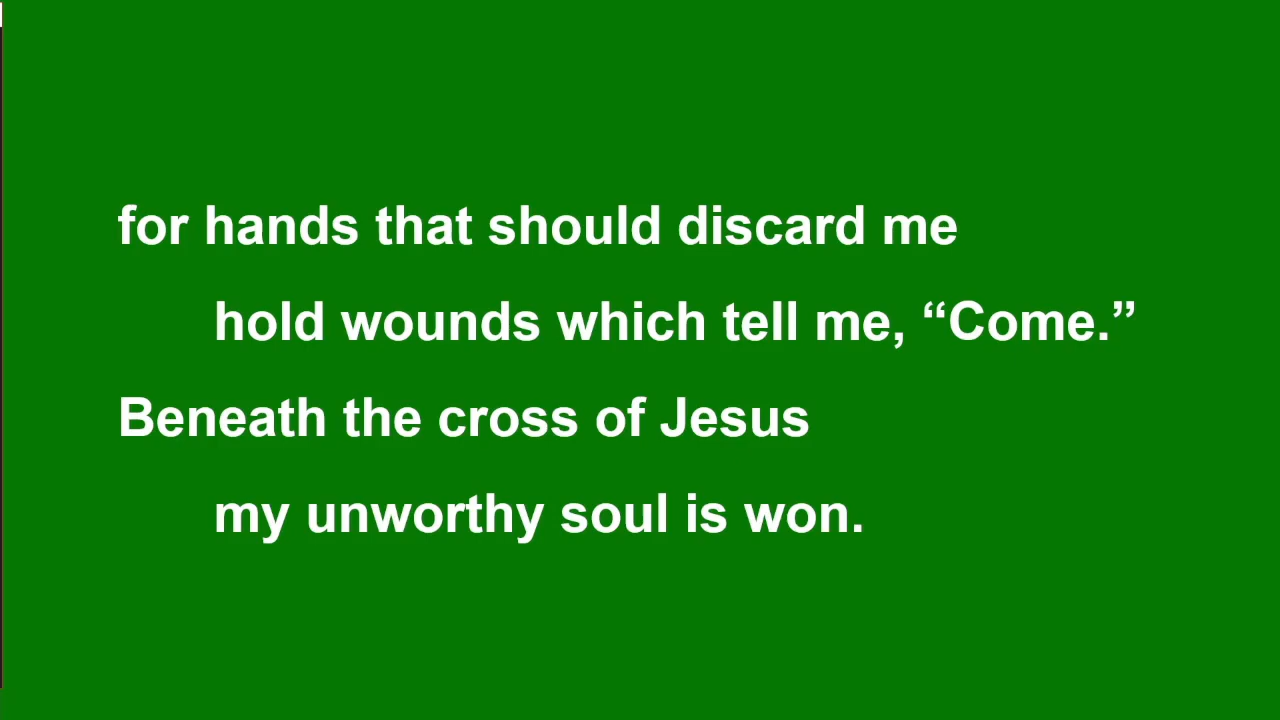 for hands that should discard me
hold wounds which tell me, “Come.”
Beneath the cross of Jesus
my unworthy soul is won.